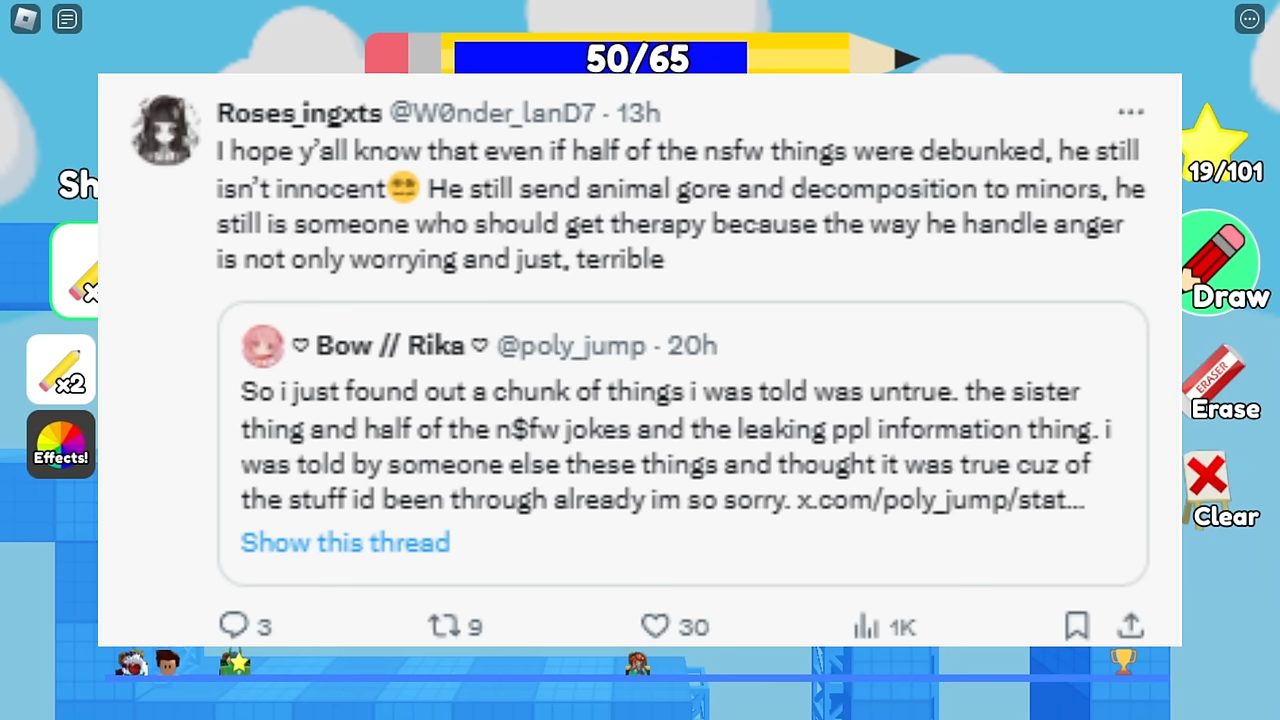 50/65
Roses_ingxts @W0nder_lanD7 · 13h
I hope y'all know that even if half of the nsfw things were debunked, he still
isn't innocent😵 He still send animal gore and decomposition to minors, he
still is someone who should get therapy because the way he handle anger
is not only worrying and just, terrible
♡ Bow // Rika ♡ @poly_jump · 20h
So i just found out a chunk of things i was told was untrue. the sister
thing and half of the n$fw jokes and the leaking ppl information thing. i
was told by someone else these things and thought it was true cuz of
the stuff id been through already im so sorry. x.com/poly_jump/stat...
Show this thread
3 9 30 1K
Sh
x2
Effects!
19/101
Draw
ERASER
Erase
Clear